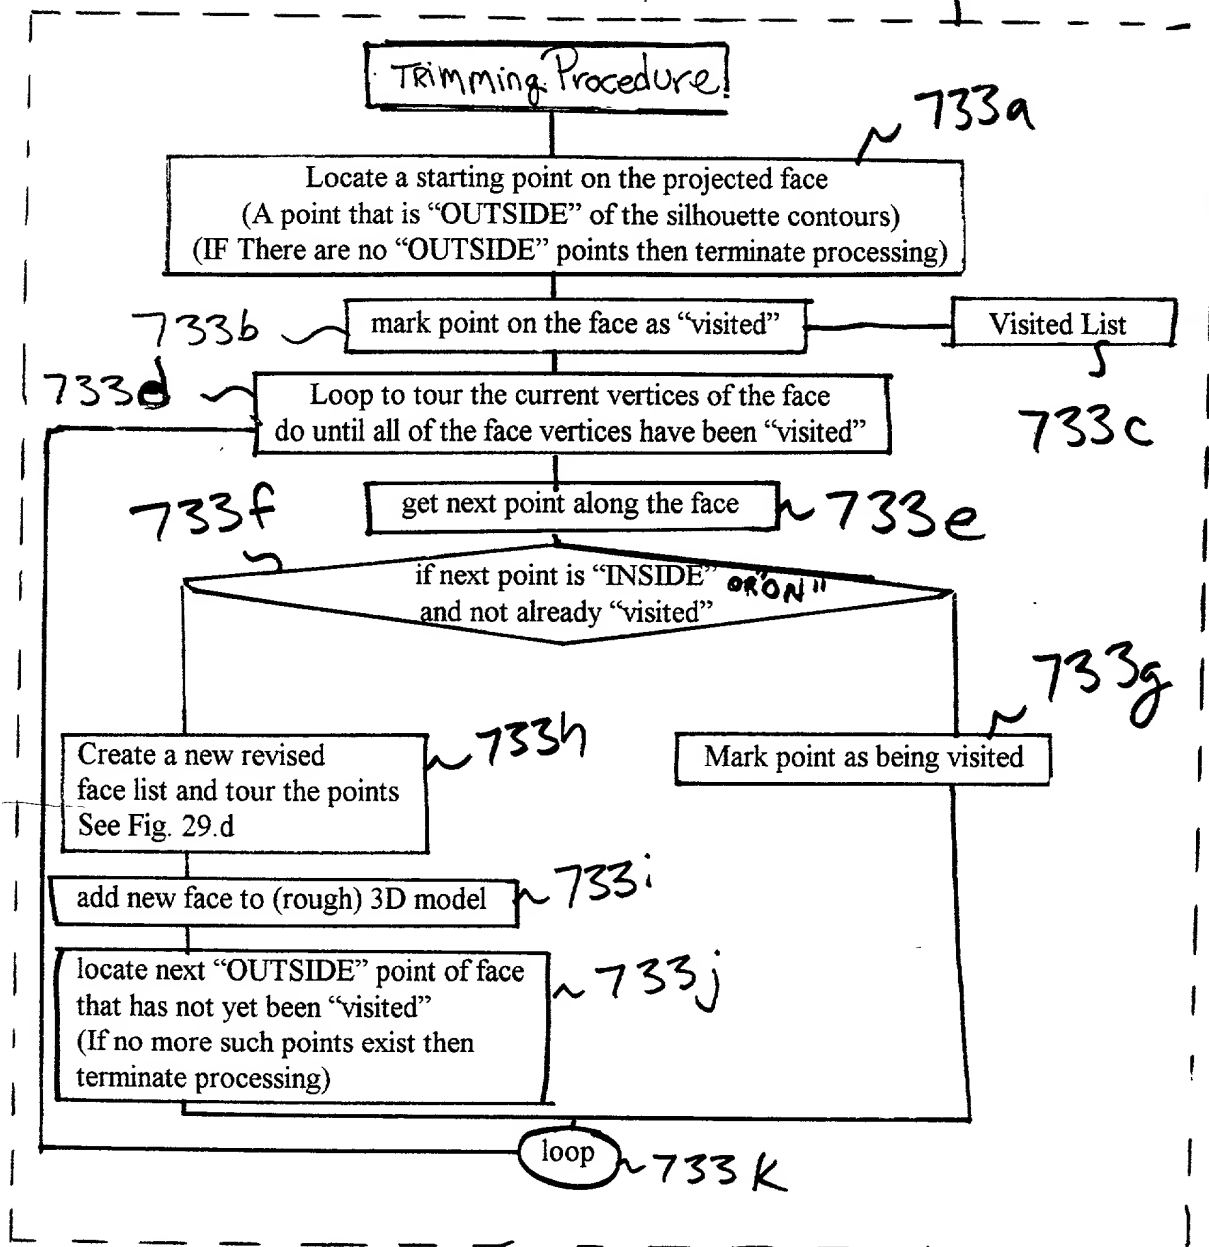 TRimming Procedure
733a
Locate a starting point on the projected face
(A point that is “OUTSIDE” of the silhouette contours)
(IF There are no “OUTSIDE” points then terminate processing)
733b
mark point on the face as “visited”
Visited List
733c
733d
Loop to tour the current vertices of the face
do until all of the face vertices have been “visited”
get next point along the face
733e
733f
if next point is “INSIDE” OR "ON"
and not already “visited”
733g
Mark point as being visited
733h
Create a new revised
face list and tour the points
See Fig. 29.d
add new face to (rough) 3D model
733i
locate next “OUTSIDE” point of face
that has not yet been “visited”
(If no more such points exist then
terminate processing)
733j
loop
733k